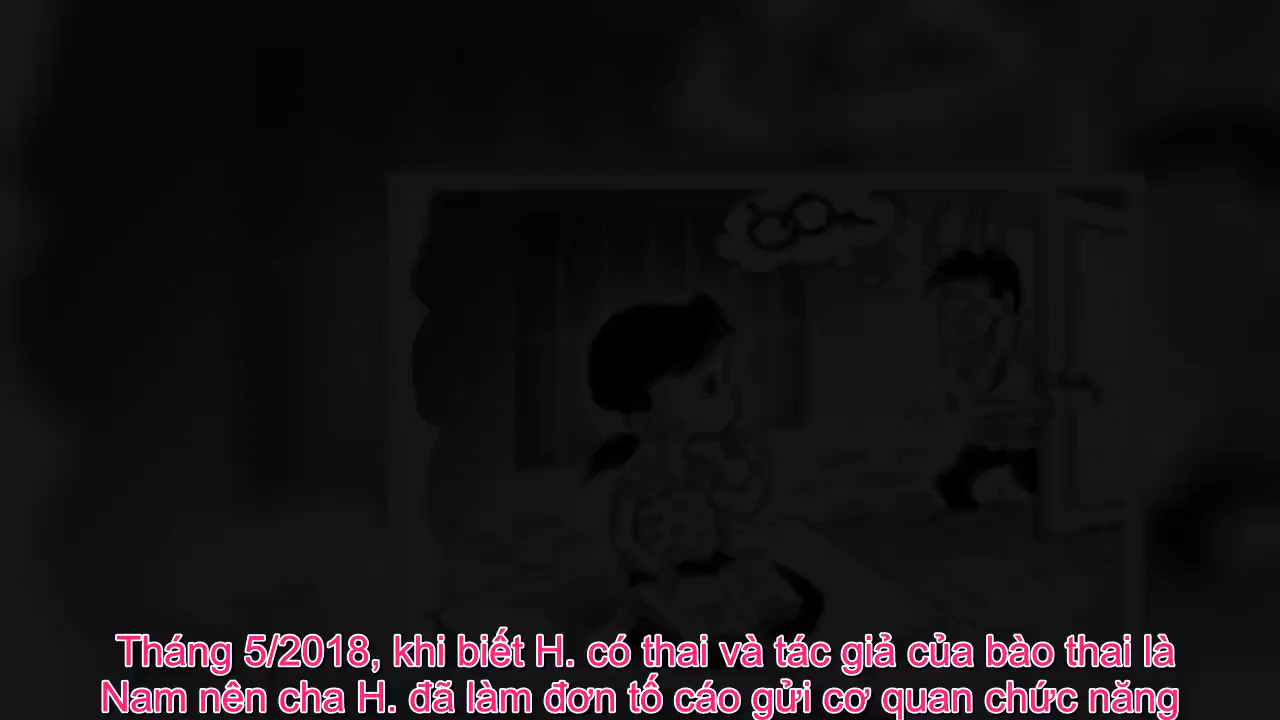 Tháng 5/2018, khi biết H. có thai và tác giả của bào thai là
Nam nên cha H. đã làm đơn tố cáo gửi cơ quan chức năng